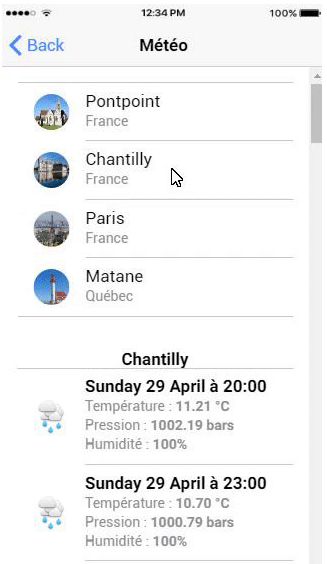 12:34 PM
100%
Back
Météo
Pontpoint
France
Chantilly
France
Paris
France
Matane
Québec
Chantilly
Sunday 29 April à 20:00
Température : 11.21 °C
Pression : 1002.19 bars
Humidité : 100%
Sunday 29 April à 23:00
Température : 10.70 °C
Pression : 1000.79 bars
Humidité : 100%